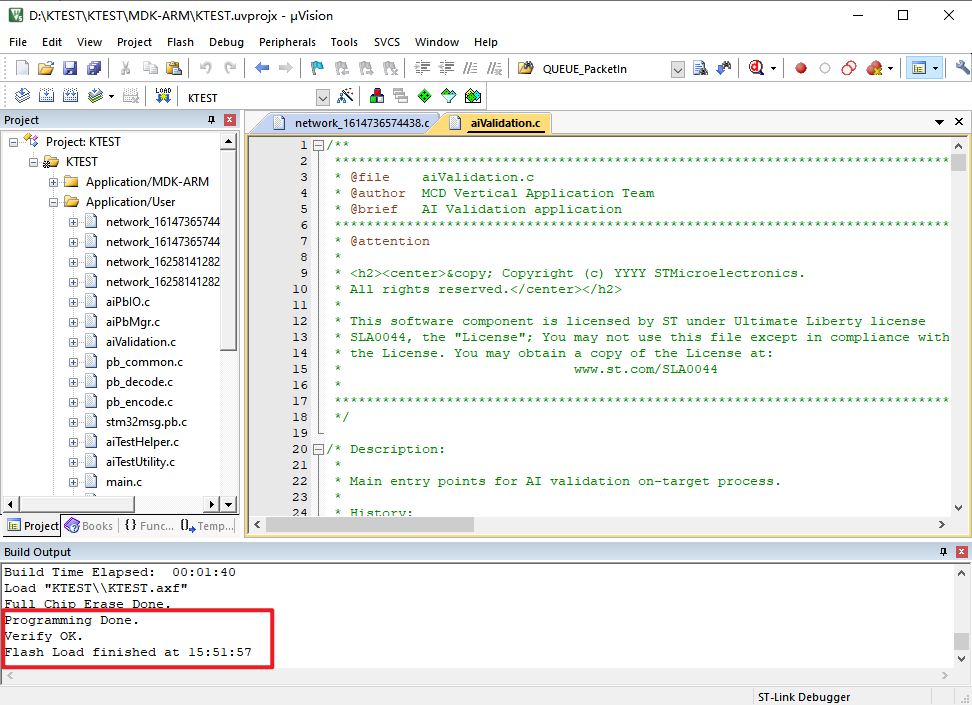 D:\KTEST\KTEST\MDK-ARM\KTEST.uvprojx - µVision
File Edit View Project Flash Debug Peripherals Tools SVCS Window Help
QUEUE_PacketIn
LOAD KTEST
Project
network_1614736574438.c aiValidation.c
Project: KTEST
KTEST
Application/MDK-ARM
Application/User
network_16147365744
network_16147365744
network_16258141282
network_16258141282
aiPbIO.c
aiPbMgr.c
aiValidation.c
pb_common.c
pb_decode.c
pb_encode.c
stm32msg.pb.c
aiTestHelper.c
aiTestUtility.c
main.c
Project Books {} Func... Temp...
1 /**
2 ******************************************************************************
3 * @file    aiValidation.c
4 * @author  MCD Vertical Application Team
5 * @brief   AI Validation application
6 ******************************************************************************
7 * @attention
8 *
9 * <h2><center>&copy; Copyright (c) YYYY STMicroelectronics.
10 * All rights reserved.</center></h2>
11 *
12 * This software component is licensed by ST under Ultimate Liberty license
13 * SLA0044, the "License"; You may not use this file except in compliance with
14 * the License. You may obtain a copy of the License at:
15 *                             www.st.com/SLA0044
16 *
17 ******************************************************************************
18 */
19
20 /* Description:
21 *
22 * Main entry points for AI validation on-target process.
23 *
24 * History:
Build Output
Build Time Elapsed:  00:01:40
Load "KTEST\\KTEST.axf"
Full Chip Erase Done.
Programming Done.
Verify OK.
Flash Load finished at 15:51:57
ST-Link Debugger